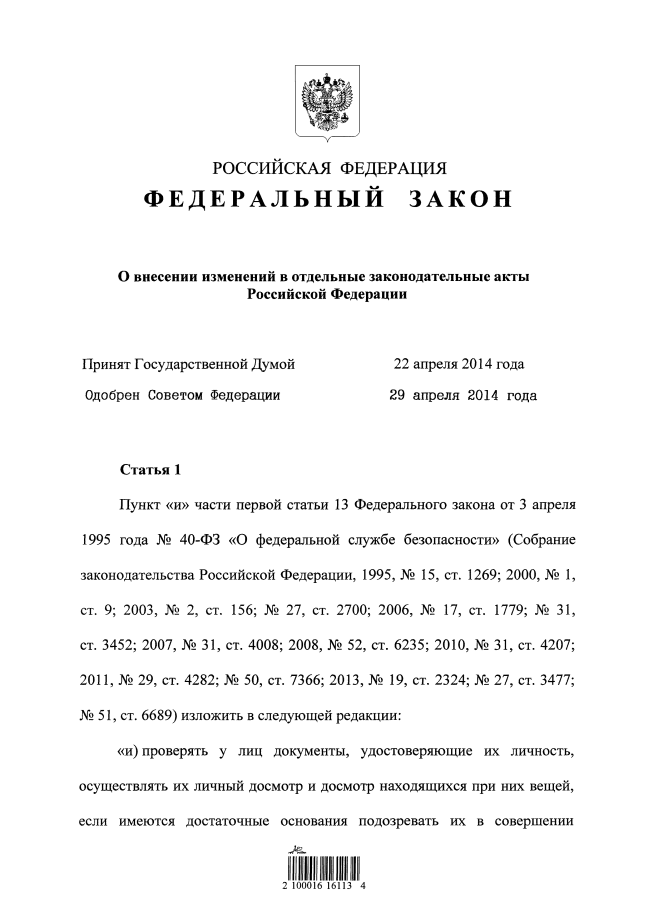 РОССИЙСКАЯ ФЕДЕРАЦИЯ
ФЕДЕРАЛЬНЫЙ ЗАКОН
О внесении изменений в отдельные законодательные акты
Российской Федерации
Принят Государственной Думой 22 апреля 2014 года
Одобрен Советом Федерации 29 апреля 2014 года
Статья 1
Пункт «и» части первой статьи 13 Федерального закона от 3 апреля
1995 года № 40-ФЗ «О федеральной службе безопасности» (Собрание
законодательства Российской Федерации, 1995, № 15, ст. 1269; 2000, № 1,
ст. 9; 2003, № 2, ст. 156; № 27, ст. 2700; 2006, № 17, ст. 1779; № 31,
ст. 3452; 2007, № 31, ст. 4008; 2008, № 52, ст. 6235; 2010, № 31, ст. 4207;
2011, № 29, ст. 4282; № 50, ст. 7366; 2013, № 19, ст. 2324; № 27, ст. 3477;
№ 51, ст. 6689) изложить в следующей редакции:
«и) проверять у лиц документы, удостоверяющие их личность,
осуществлять их личный досмотр и досмотр находящихся при них вещей,
если имеются достаточные основания подозревать их в совершении
2 100016 16113 4